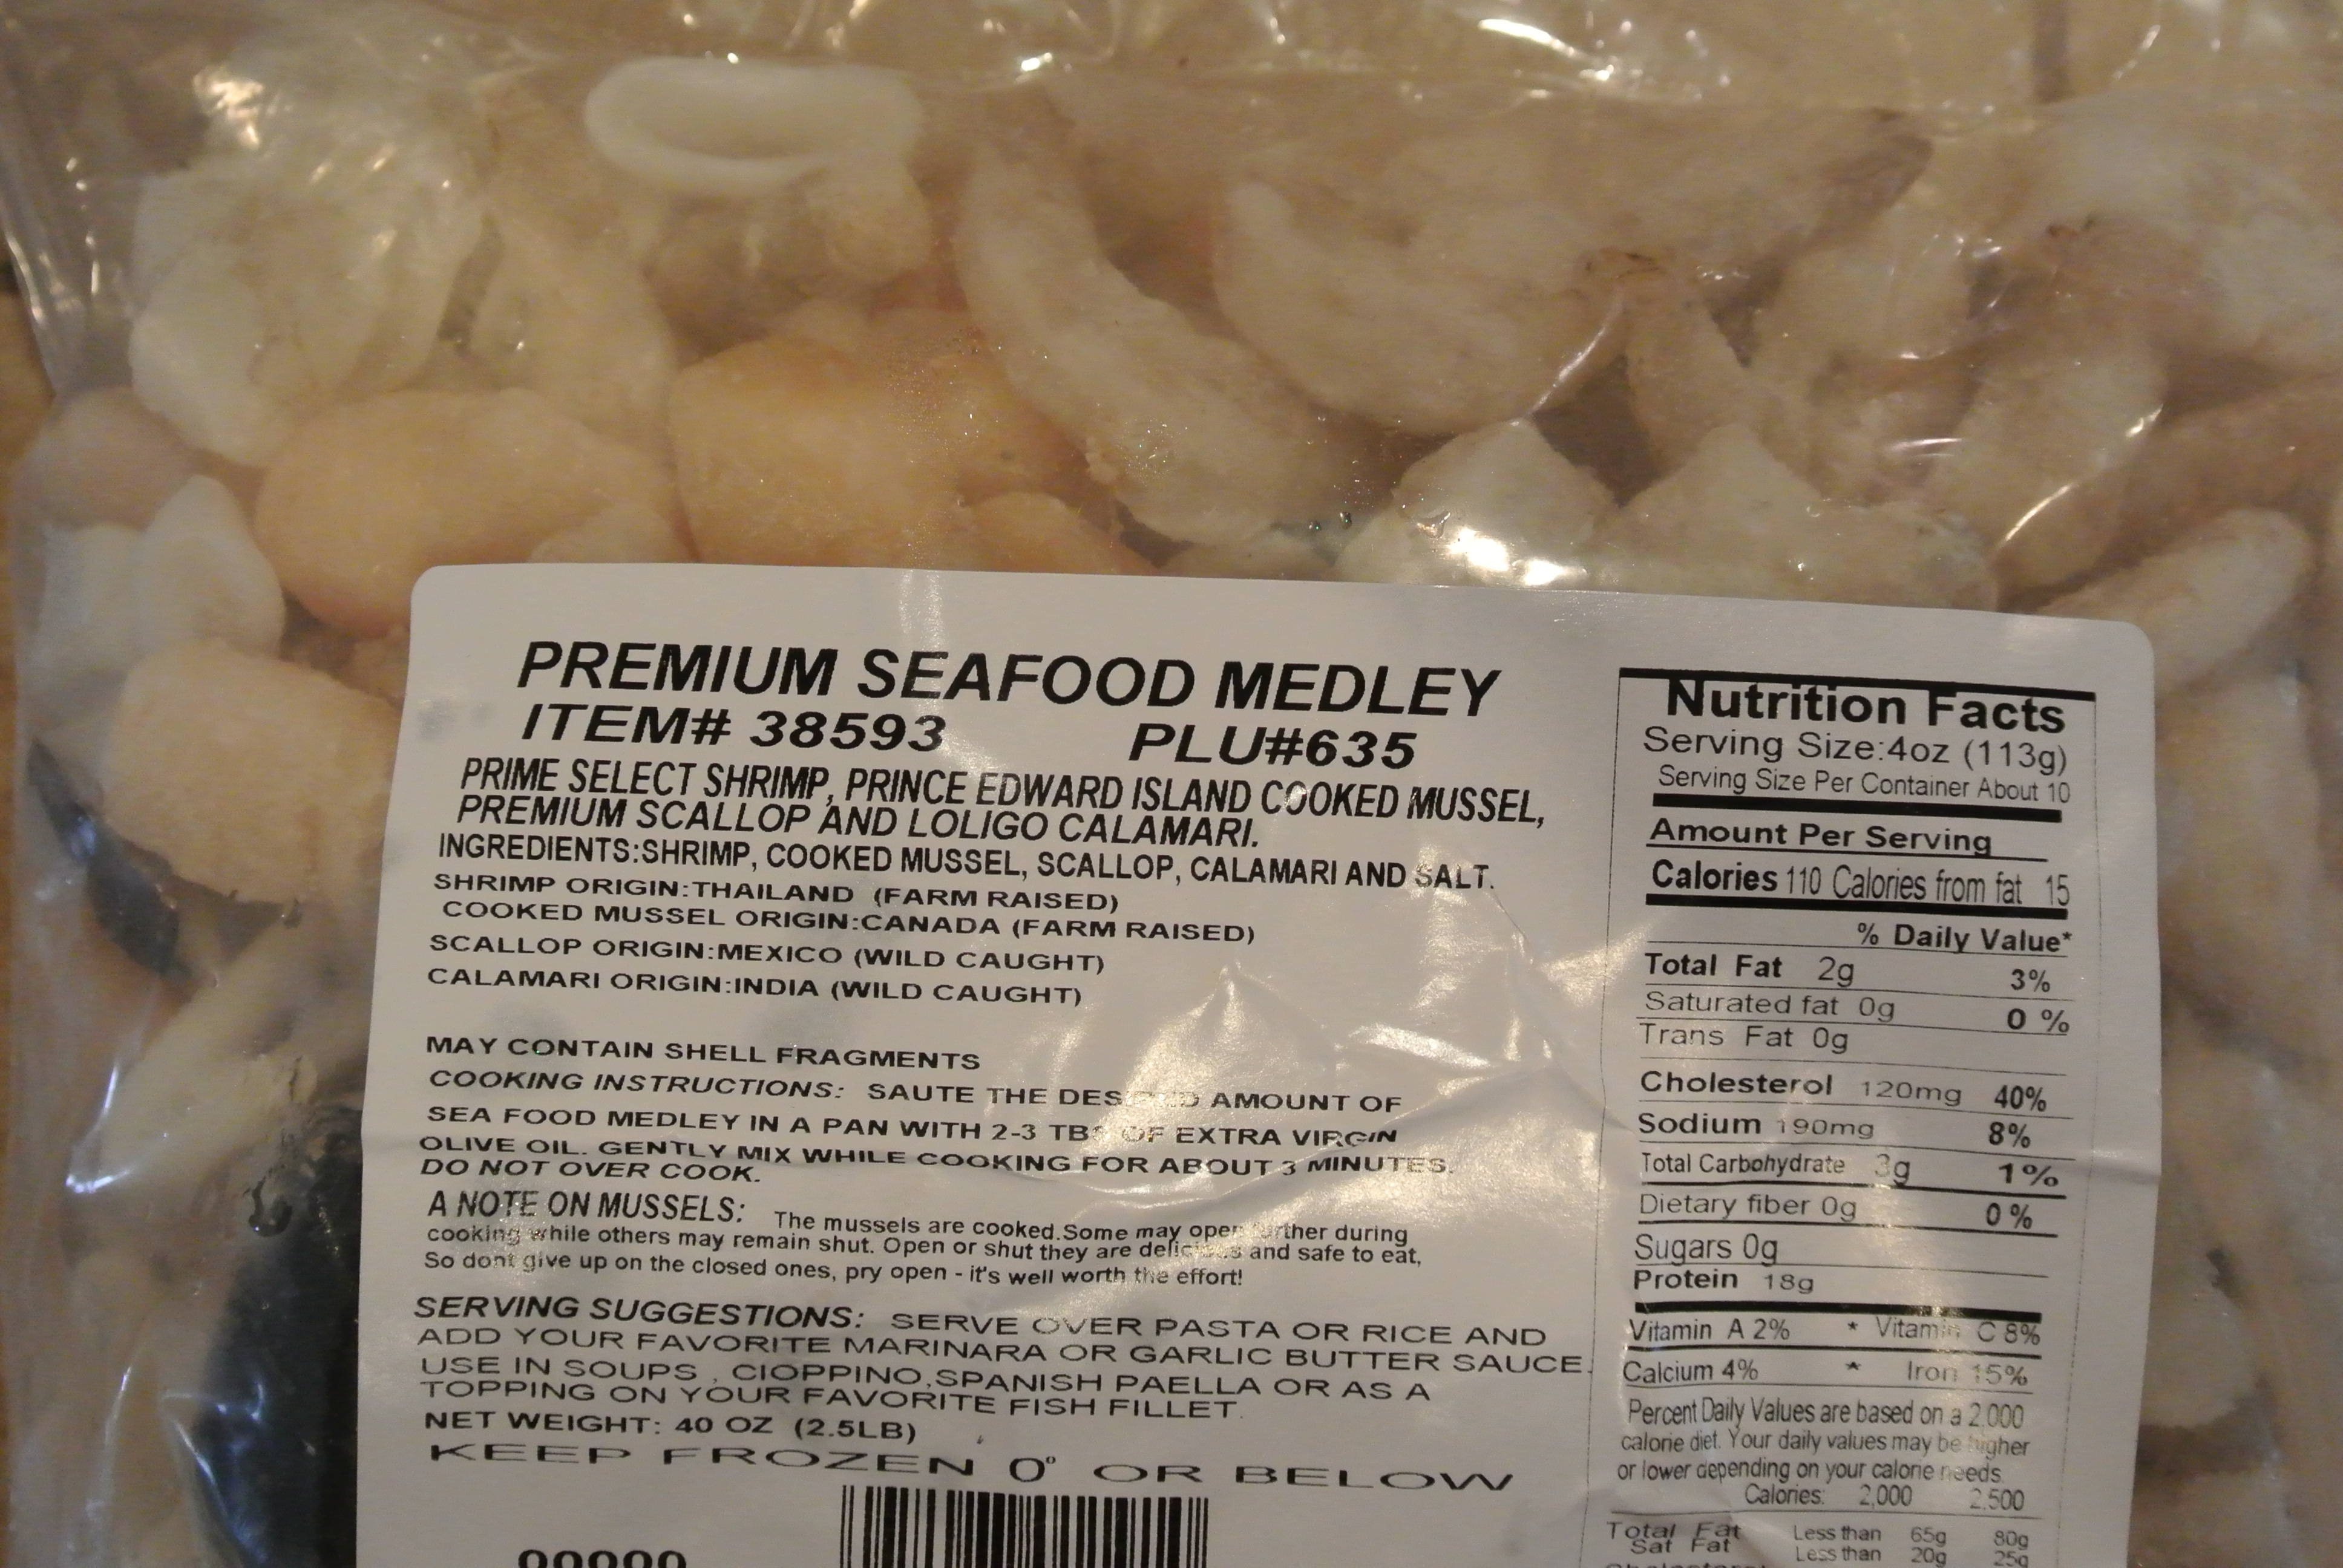 PREMIUM SEAFOOD MEDLEY
ITEM# 38593 PLU#635
PRIME SELECT SHRIMP, PRINCE EDWARD ISLAND COOKED MUSSEL,
PREMIUM SCALLOP AND LOLIGO CALAMARI.
INGREDIENTS:SHRIMP, COOKED MUSSEL, SCALLOP, CALAMARI AND SALT.
SHRIMP ORIGIN:THAILAND (FARM RAISED)
COOKED MUSSEL ORIGIN:CANADA (FARM RAISED)
SCALLOP ORIGIN:MEXICO (WILD CAUGHT)
CALAMARI ORIGIN:INDIA (WILD CAUGHT)
MAY CONTAIN SHELL FRAGMENTS
COOKING INSTRUCTIONS: SAUTE THE AMOUNT OF
SEA FOOD MEDLEY IN A PAN WITH 2-3 OF EXTRA VIRGIN
OLIVE OIL. GENTLY MIX WHILE COOKING FOR ABOUT 3 MINUTES.
DO NOT OVER COOK.
A NOTE ON MUSSELS: The mussels are cooked.Some may open further during
cooking while others may remain shut. Open or shut they are delicious and safe to eat,
So dont give up on the closed ones, pry open - it's well worth the effort!
SERVING SUGGESTIONS: SERVE OVER PASTA OR RICE AND
ADD YOUR FAVORITE MARINARA OR GARLIC BUTTER SAUCE.
USE IN SOUPS , CIOPPINO,SPANISH PAELLA OR AS A
TOPPING ON YOUR FAVORITE FISH FILLET.
NET WEIGHT: 40 OZ (2.5LB)
KEEP FROZEN 0° OR BELOW
Nutrition Facts
Serving Size:4oz (113g)
Serving Size Per Container About 10
Amount Per Serving
Calories 110 Calories from fat 15
% Daily Value*
Total Fat 2g 3%
Saturated fat 0g 0 %
Trans Fat 0g
Cholesterol 120mg 40%
Sodium 190mg 8%
Total Carbohydrate 3g 1%
Dietary fiber 0g 0 %
Sugars 0g
Protein 18g
Vitamin A 2% * Vitamin C 8%
Calcium 4% * Iron 15%
Percent Daily Values are based on a 2,000
calorie diet. Your daily values may be higher
or lower depending on your calorie needs.
Calories: 2,000 2,500
Total Fat Less than 65g 80g
Sat Fat Less than 20g 25g